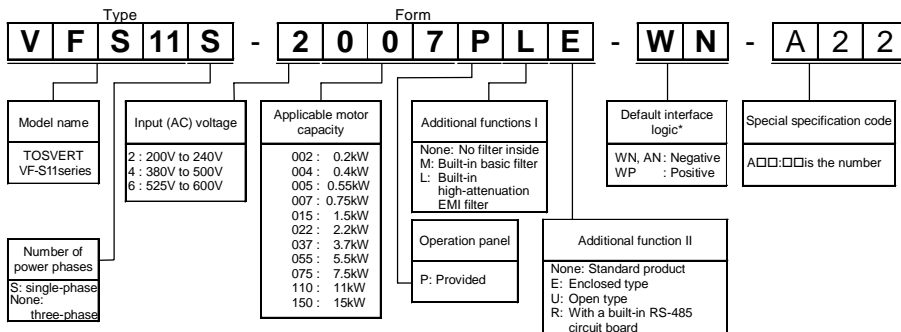 Type Form
V F S 11 S - 2 0 0 7 P L E - W N - A 2 2
Model name
TOSVERT
VF-S11series
Number of
power phases
S: single-phase
None:
three-phase
Input (AC) voltage
2 : 200V to 240V
4 : 380V to 500V
6 : 525V to 600V
Applicable motor
capacity
002 : 0.2kW
004 : 0.4kW
005 : 0.55kW
007 : 0.75kW
015 : 1.5kW
022 : 2.2kW
037 : 3.7kW
055 : 5.5kW
075 : 7.5kW
110 : 11kW
150 : 15kW
Additional functions I
None: No filter inside
M: Built-in basic filter
L: Built-in
high-attenuation
EMI filter
Operation panel
P: Provided
Additional function II
None: Standard product
E: Enclosed type
U: Open type
R: With a built-in RS-485
circuit board
Default interface
logic*
WN, AN : Negative
WP : Positive
Special specification code
A□□:□□is the number